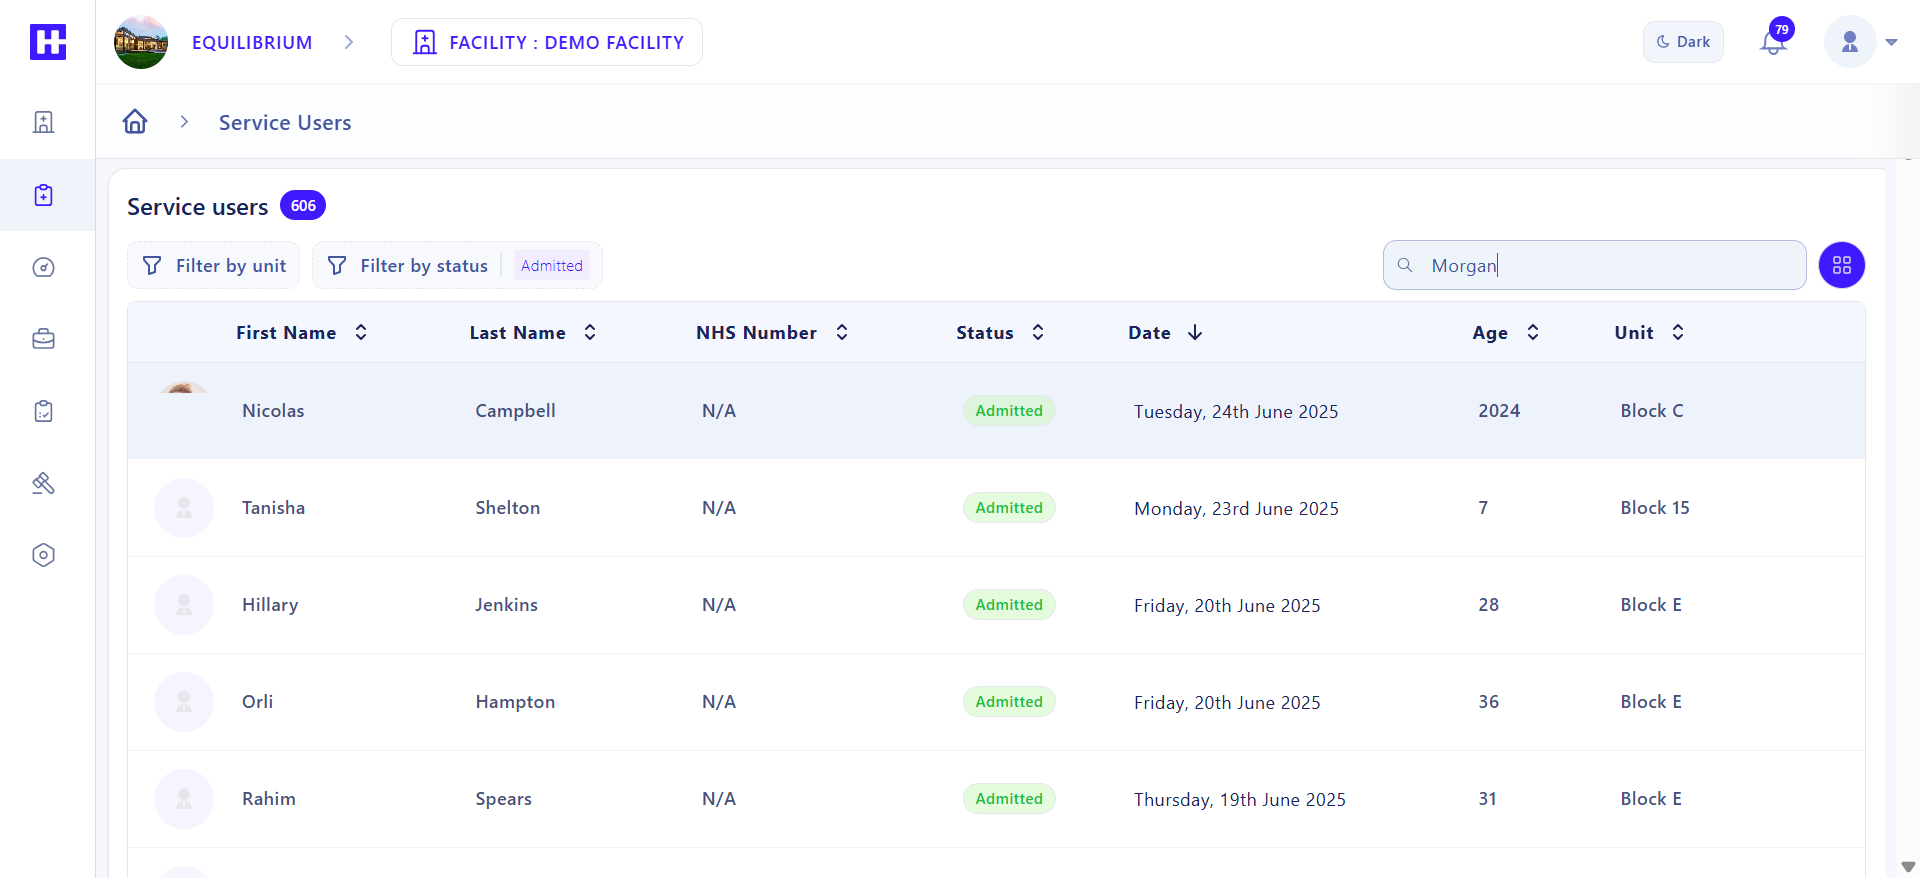 EQUILIBRIUM
FACILITY : DEMO FACILITY
Dark
79
Service Users
Service users 606
Filter by unit
Filter by status Admitted
Morgan
First Name Last Name NHS Number Status Date Age Unit
Nicolas Campbell N/A Admitted Tuesday, 24th June 2025 2024 Block C
Tanisha Shelton N/A Admitted Monday, 23rd June 2025 7 Block 15
Hillary Jenkins N/A Admitted Friday, 20th June 2025 28 Block E
Orli Hampton N/A Admitted Friday, 20th June 2025 36 Block E
Rahim Spears N/A Admitted Thursday, 19th June 2025 31 Block E